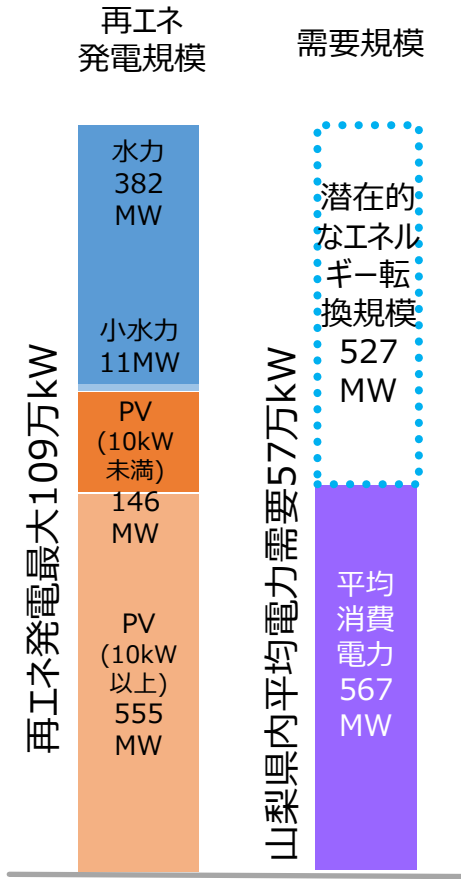 再エネ
発電規模
需要規模
水力
382
MW
小水力
11MW
PV
(10kW
未満)
146
MW
PV
(10kW
以上)
555
MW
再エネ発電最大109万kW
潜在的
なエネル
ギー転
換規模
527
MW
平均
消費
電力
567
MW
山梨県内平均電力需要57万kW